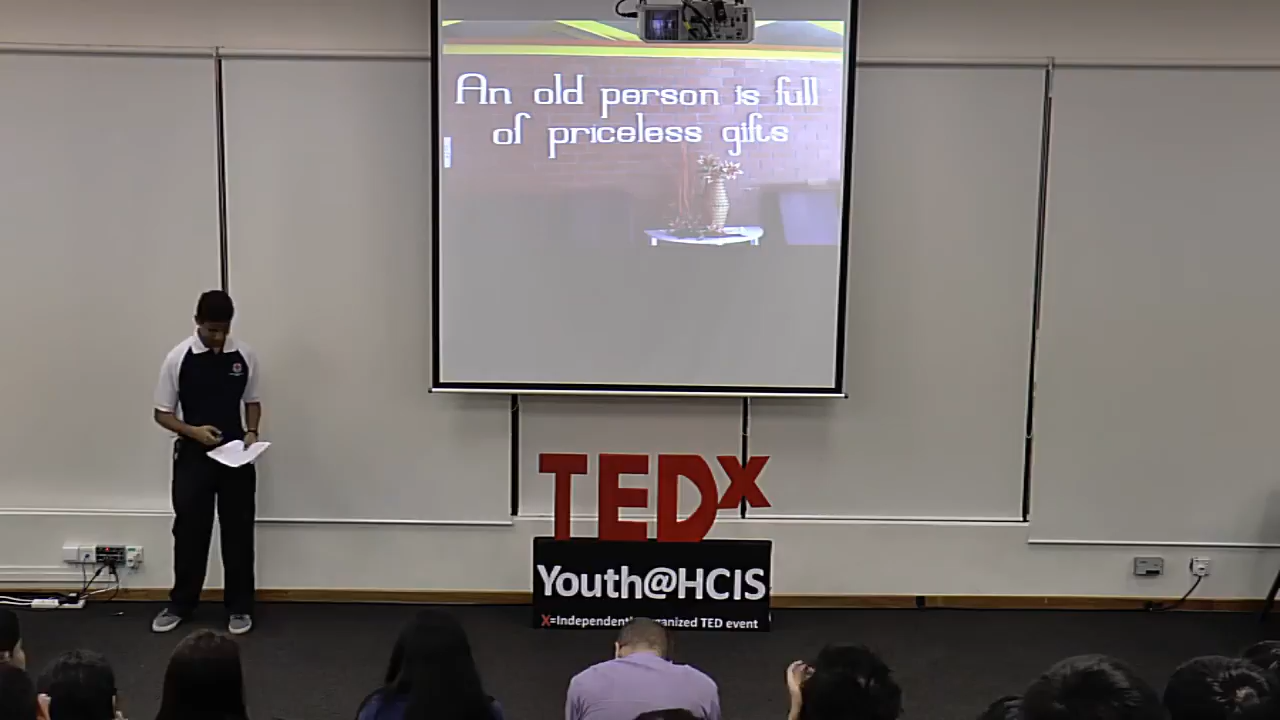 An old person is full
of priceless gifts
TEDx
Youth@HCIS
X=Independently organized TED event